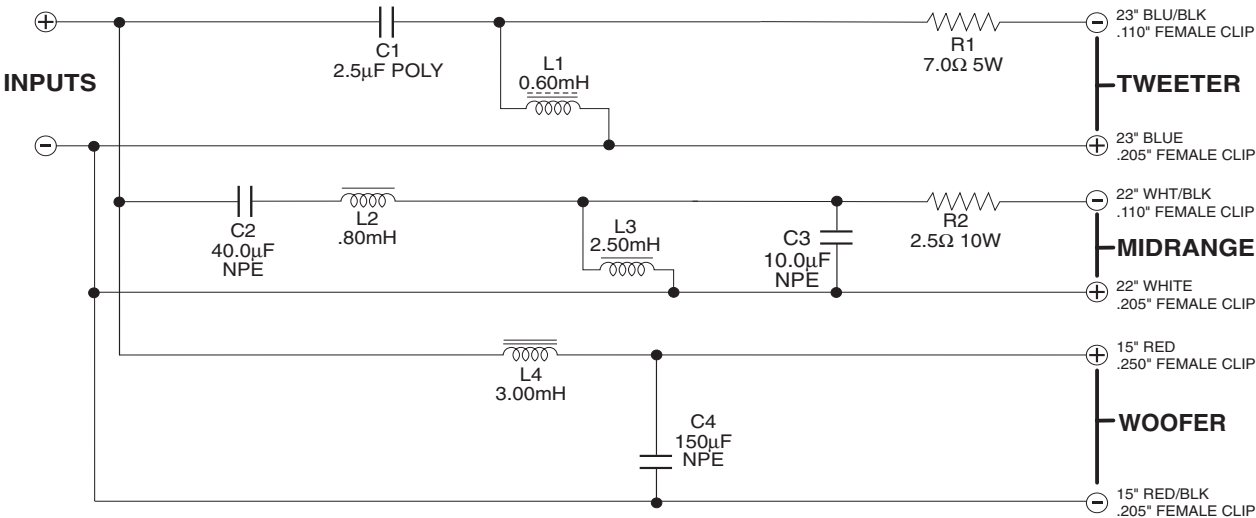 +
INPUTS
−
C1
2.5μF POLY
L1
0.60mH
R1
7.0Ω 5W
−
23" BLU/BLK
.110" FEMALE CLIP
TWEETER
+
23" BLUE
.205" FEMALE CLIP
C2
40.0μF
NPE
L2
.80mH
L3
2.50mH
C3
10.0μF
NPE
R2
2.5Ω 10W
−
22" WHT/BLK
.110" FEMALE CLIP
MIDRANGE
+
22" WHITE
.205" FEMALE CLIP
L4
3.00mH
C4
150μF
NPE
+
15" RED
.250" FEMALE CLIP
WOOFER
−
15" RED/BLK
.205" FEMALE CLIP